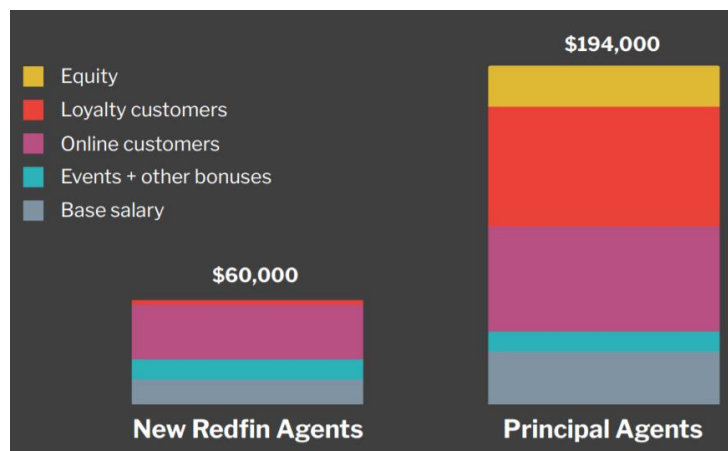 $194,000
Equity
Loyalty customers
Online customers
Events + other bonuses
Base salary
$60,000
New Redfin Agents
Principal Agents